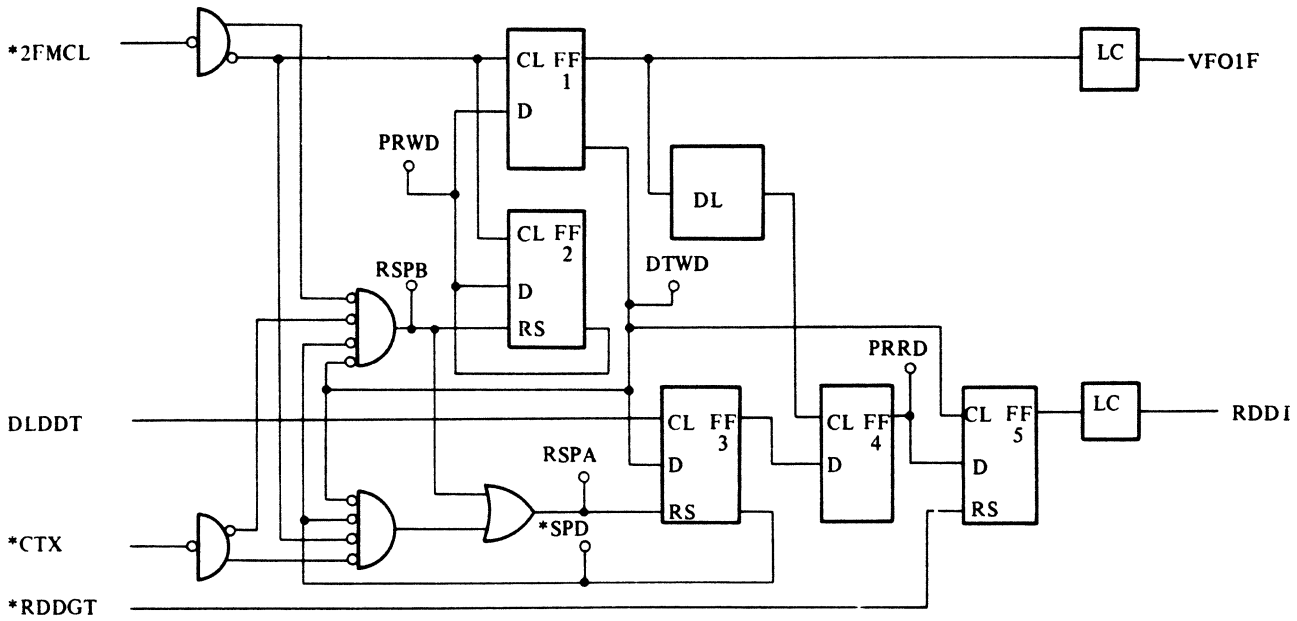 *2FMCL
CL FF
1
D
LC
VFO1F
PRWD
DL
CL FF
2
D
RS
RSPB
DTWD
PRRD
DLDDT
CL FF
3
D
RS
CL FF
4
D
CL FF
5
D
RS
LC
RDDI
RSPA
*SPD
*CTX
*RDDGT